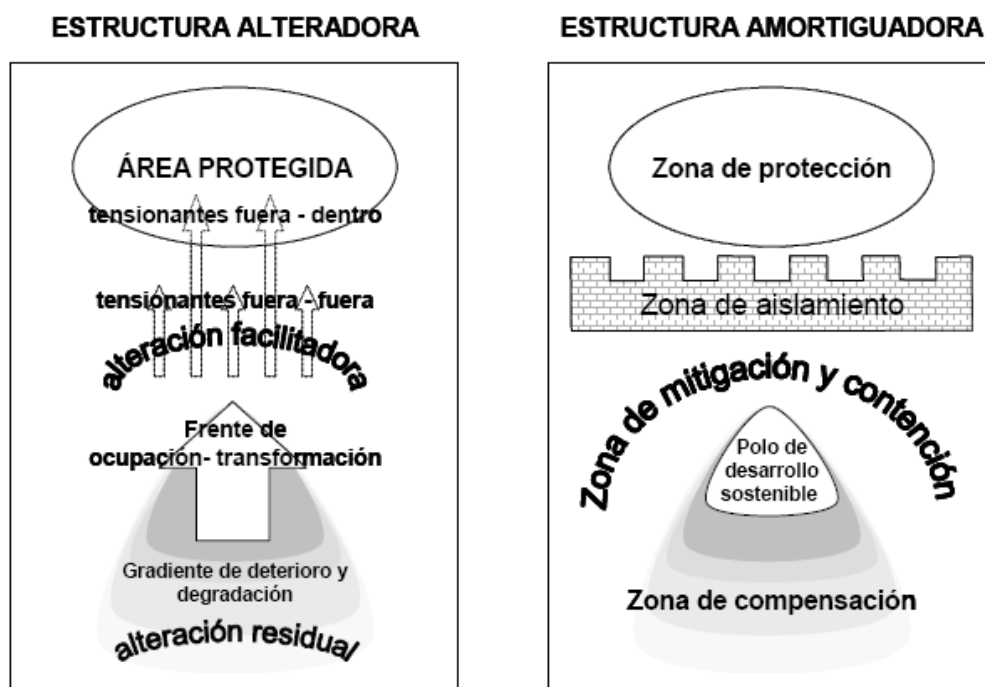 ESTRUCTURA ALTERADORA
ÁREA PROTEGIDA
tensionantes fuera - dentro
tensionantes fuera - fuera
alteración facilitadora
Frente de
ocupación- transformación
Gradiente de deterioro y
degradación
alteración residual
ESTRUCTURA AMORTIGUADORA
Zona de protección
Zona de aislamiento
Zona de mitigación y contención
Polo de
desarrollo
sostenible
Zona de compensación